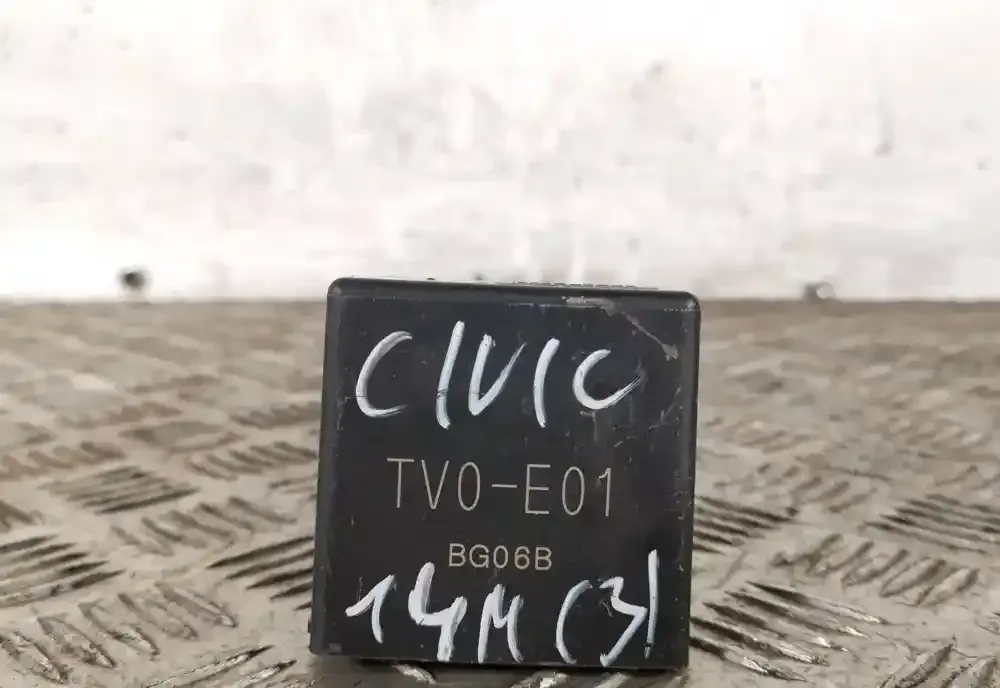 CIVIC
TV0-E01
BG06B
14M (3)